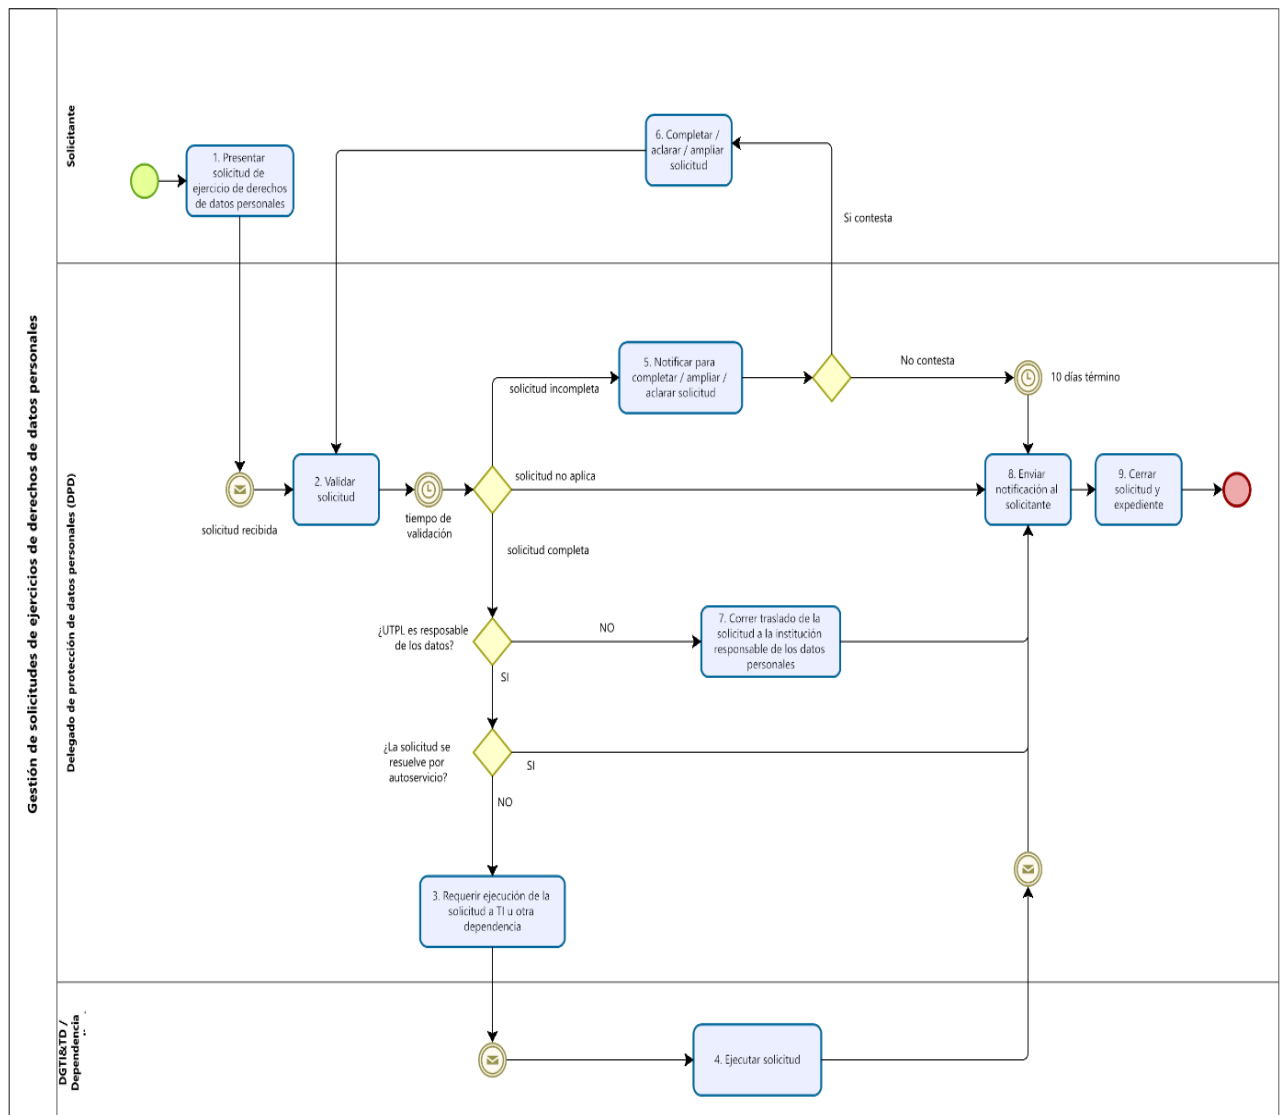 Gestión de solicitudes de ejercicios de derechos de datos personales
Solicitante
1. Presentar
solicitud de
ejercicio de derechos
de datos personales
6. Completar /
aclarar / ampliar
solicitud
Si contesta
Delegado de protección de datos personales (DPD)
solicitud recibida
2. Validar
solicitud
tiempo de
validación
solicitud incompleta
5. Notificar para
completar / ampliar /
aclarar solicitud
No contesta
10 días término
solicitud no aplica
8. Enviar
notificación al
solicitante
9. Cerrar
solicitud y
expediente
solicitud completa
¿UTPL es resposable
de los datos?
NO
7. Correr traslado de la
solicitud a la institución
responsable de los datos
personales
SI
¿La solicitud se
resuelve por
autoservicio?
SI
NO
3. Requerir ejecución de la
solicitud a TI u otra
dependencia
DGTI&TD /
Dependencia
4. Ejecutar solicitud